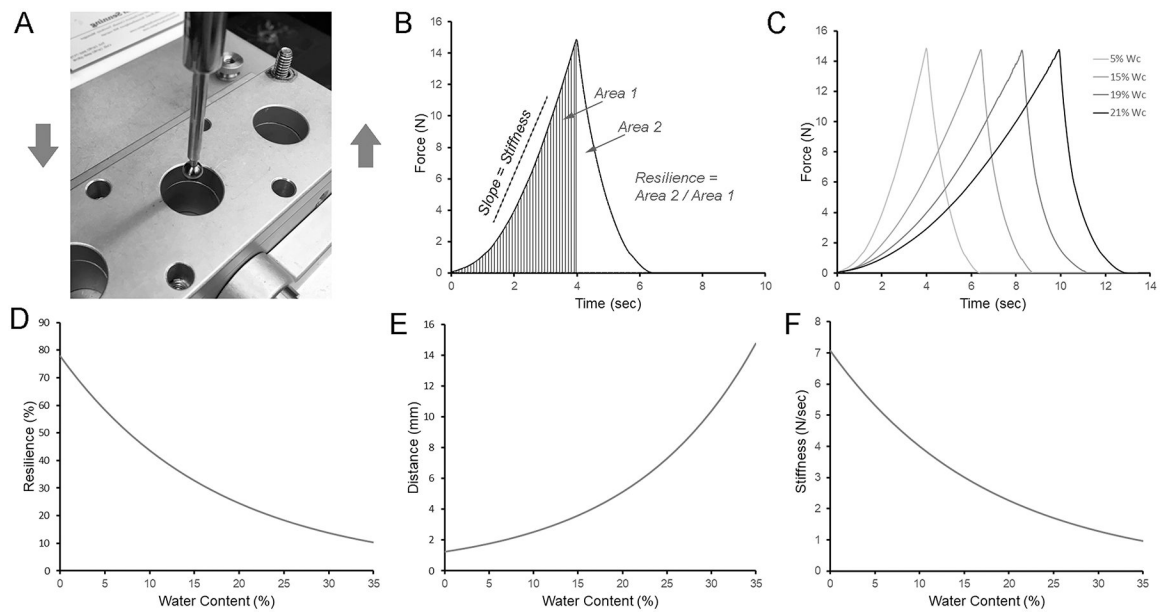 A
B
Force (N)
16
14
12
10
8
6
4
2
0
0 2 4 6 8 10
Time (sec)
Slope = Stiffness
Area 1
Area 2
Resilience =
Area 2 / Area 1
C
Force (N)
16
14
12
10
8
6
4
2
0
0 2 4 6 8 10 12 14
Time (sec)
5% Wc
15% Wc
19% Wc
21% Wc
D
Resilience (%)
90
80
70
60
50
40
30
20
10
0
0 5 10 15 20 25 30 35
Water Content (%)
E
Distance (mm)
16
14
12
10
8
6
4
2
0
0 5 10 15 20 25 30 35
Water Content (%)
F
Stiffness (N/sec)
8
7
6
5
4
3
2
1
0
0 5 10 15 20 25 30 35
Water Content (%)